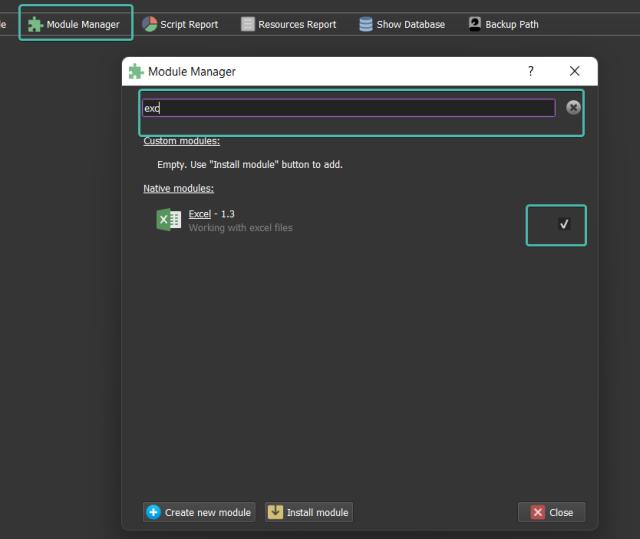 Module Manager Script Report Resources Report Show Database Backup Path
Module Manager ?
exc
Custom modules:
Empty. Use "Install module" button to add.
Native modules:
Excel - 1.3
Working with excel files
Create new module Install module Close